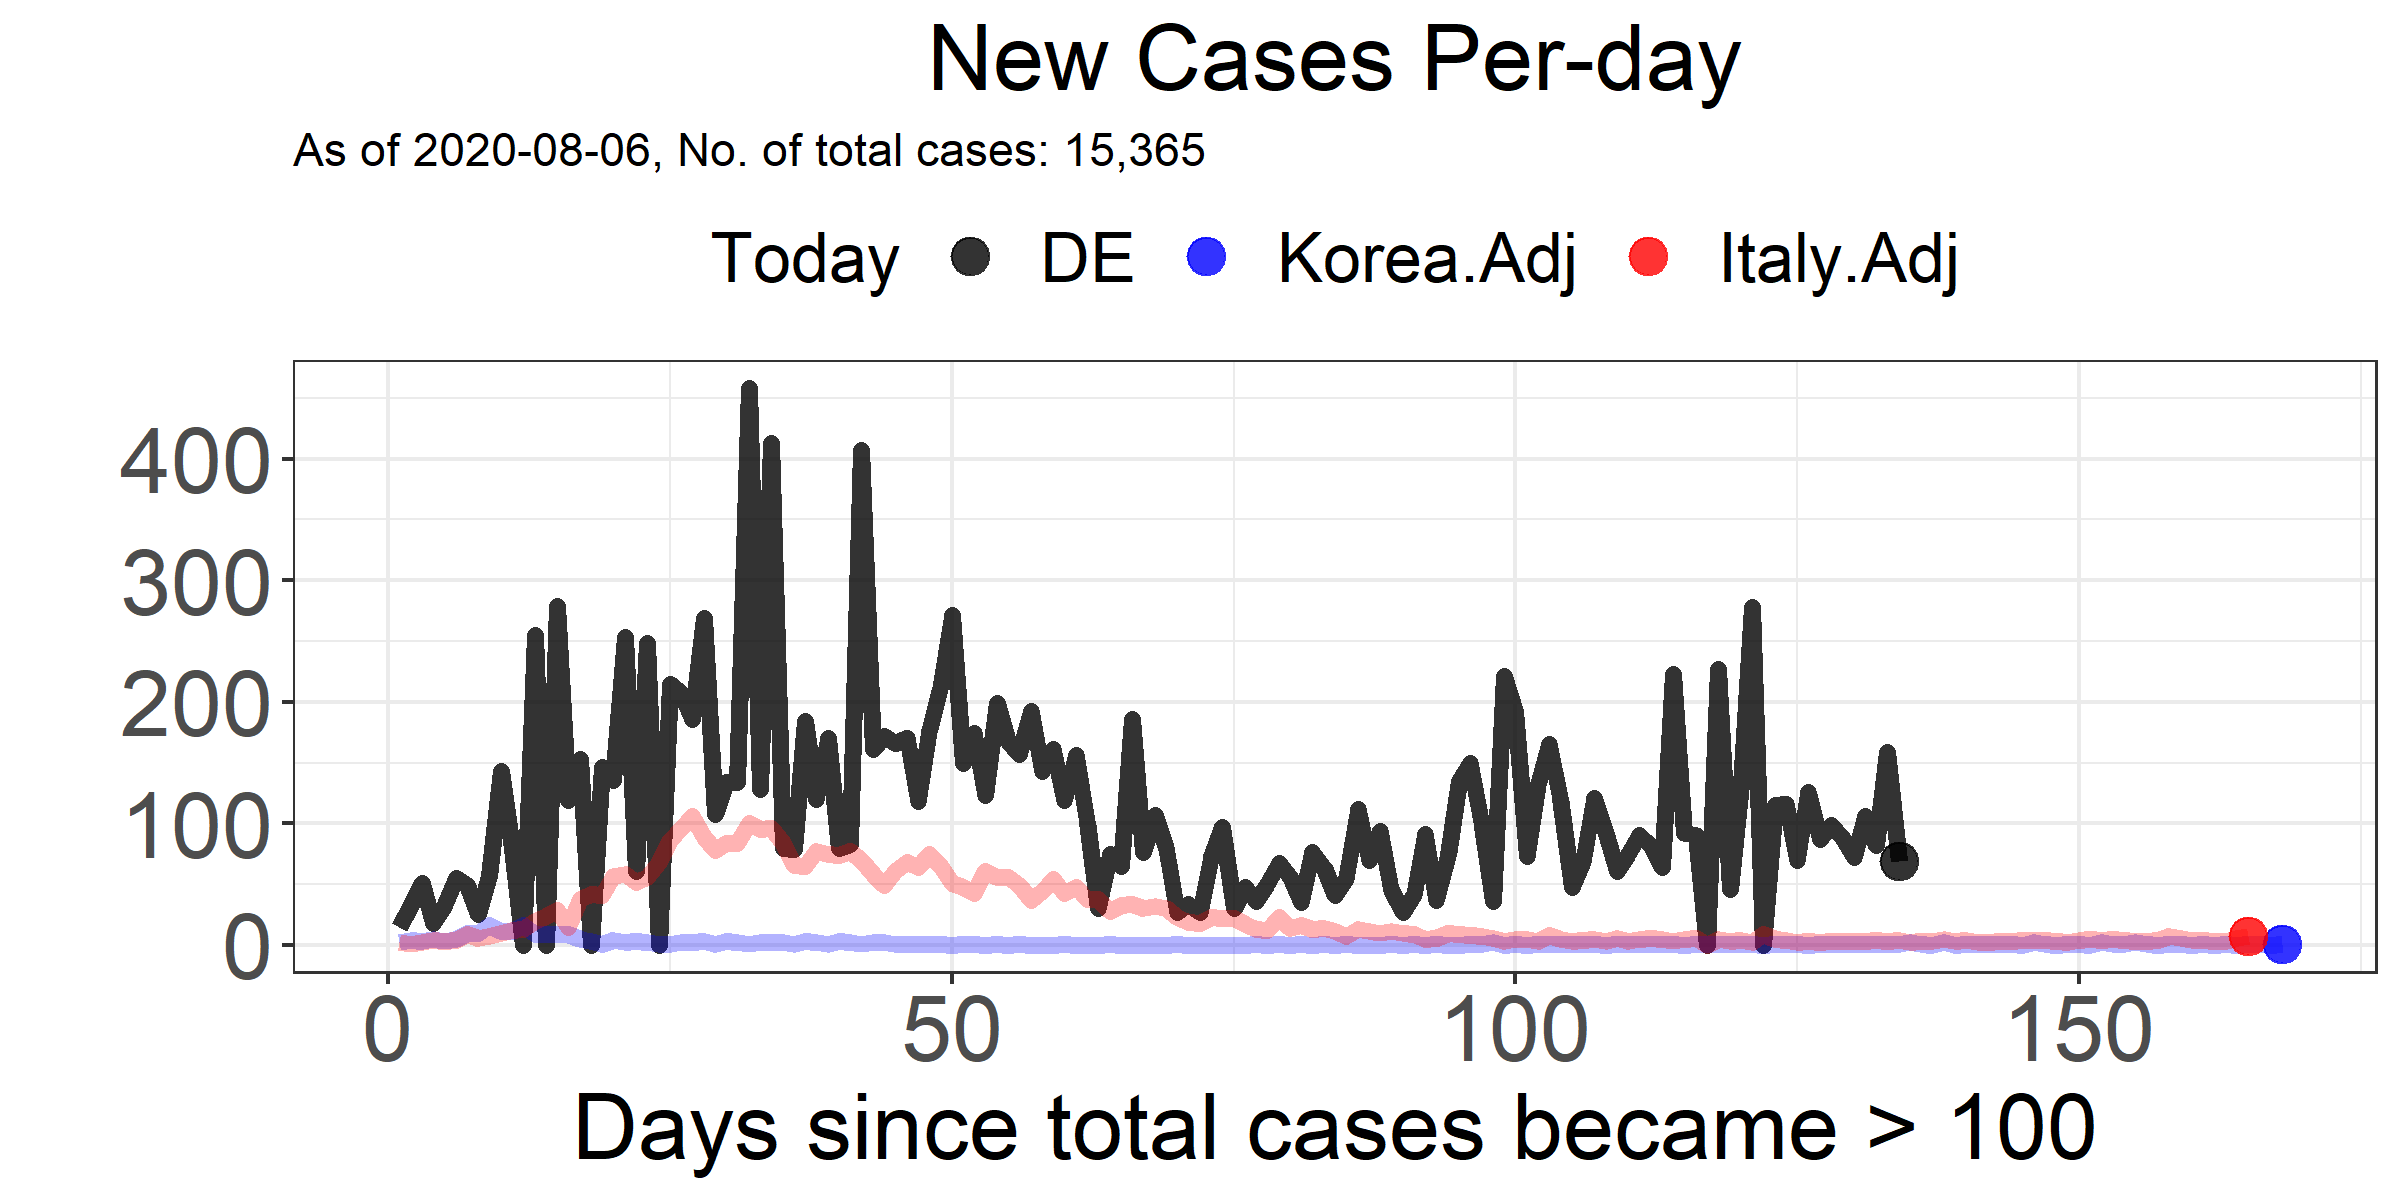 New Cases Per-day
As of 2020-08-06, No. of total cases: 15,365
Today DE Korea.Adj Italy.Adj
400
300
200
100
0
0 50 100 150
Days since total cases became > 100